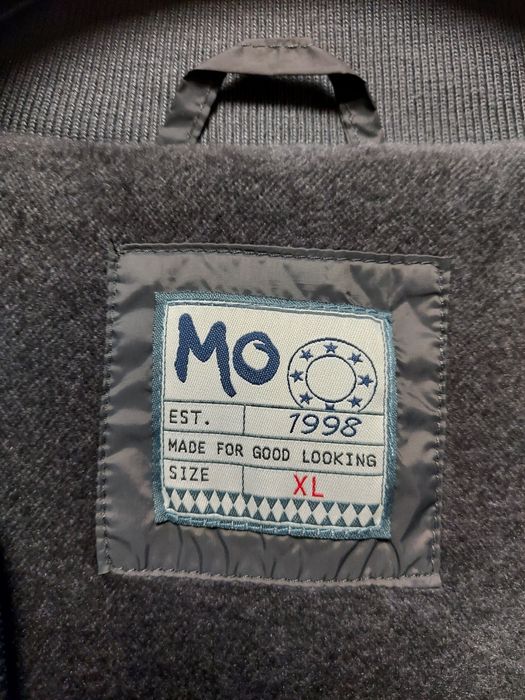 MO
EST. 1998
MADE FOR GOOD LOOKING
SIZE XL